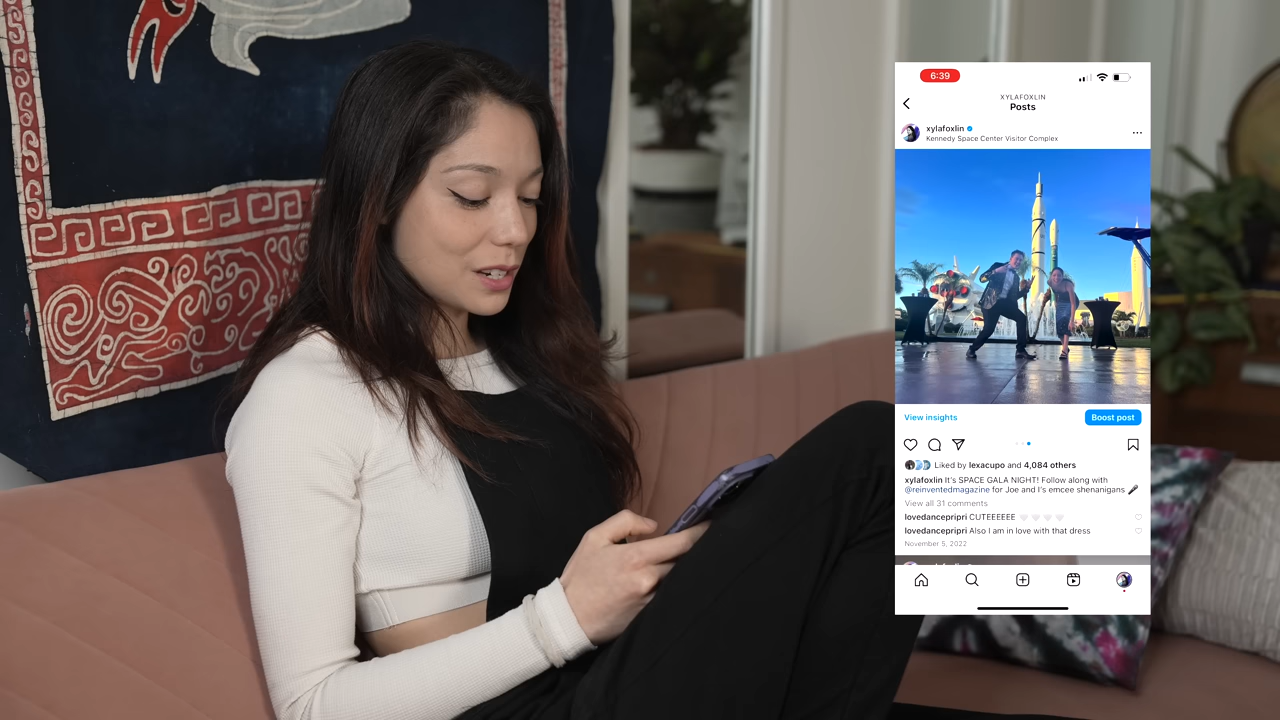 6:39
XYLAFOXLIN
Posts
xylafoxlin
Kennedy Space Center Visitor Complex
View insights
Boost post
Liked by lexacupo and 4,084 others
xylafoxlin It's SPACE GALA NIGHT! Follow along with
@reinventedmagazine for Joe and I's emcee shenanigans 🎤
View all 31 comments
lovedancepripri CUTEEEEEE 🤍 🤍 🤍 🤍
lovedancepripri Also I am in love with that dress
November 5, 2022